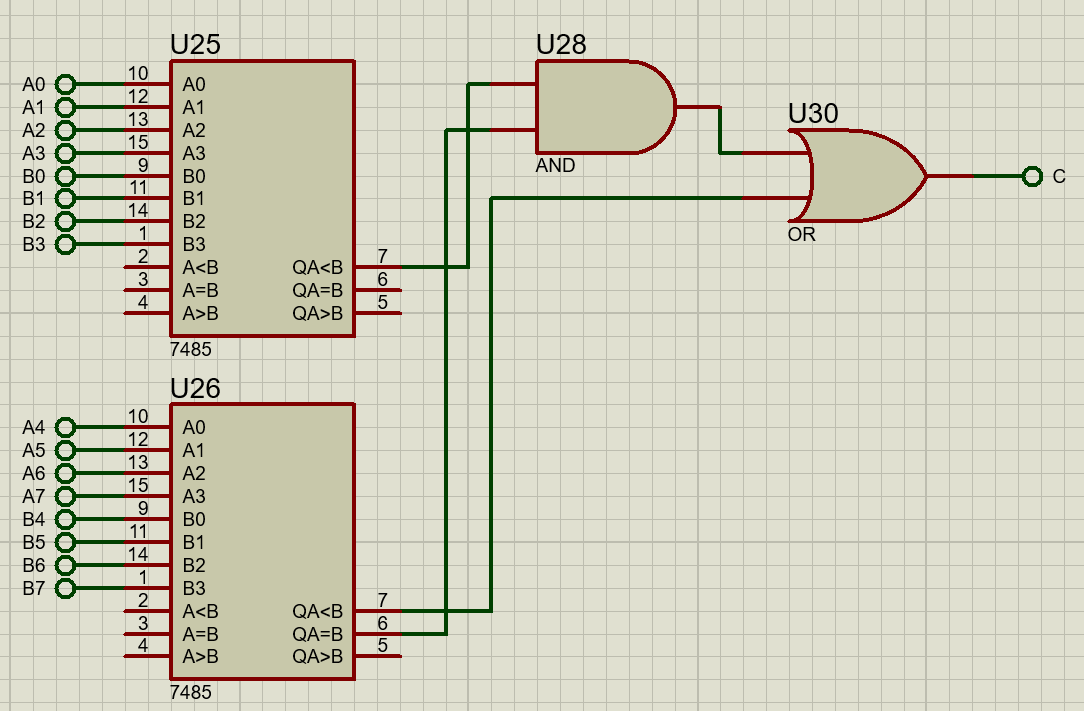 U25
A0 10 A0
A1 12 A1
A2 13 A2
A3 15 A3
B0 9 B0
B1 11 B1
B2 14 B2
B3 1 B3
2 A<B QA<B 7
3 A=B QA=B 6
4 A>B QA>B 5
7485
U28
AND
U30
C
OR
U26
A4 10 A0
A5 12 A1
A6 13 A2
A7 15 A3
B4 9 B0
B5 11 B1
B6 14 B2
B7 1 B3
2 A<B QA<B 7
3 A=B QA=B 6
4 A>B QA>B 5
7485